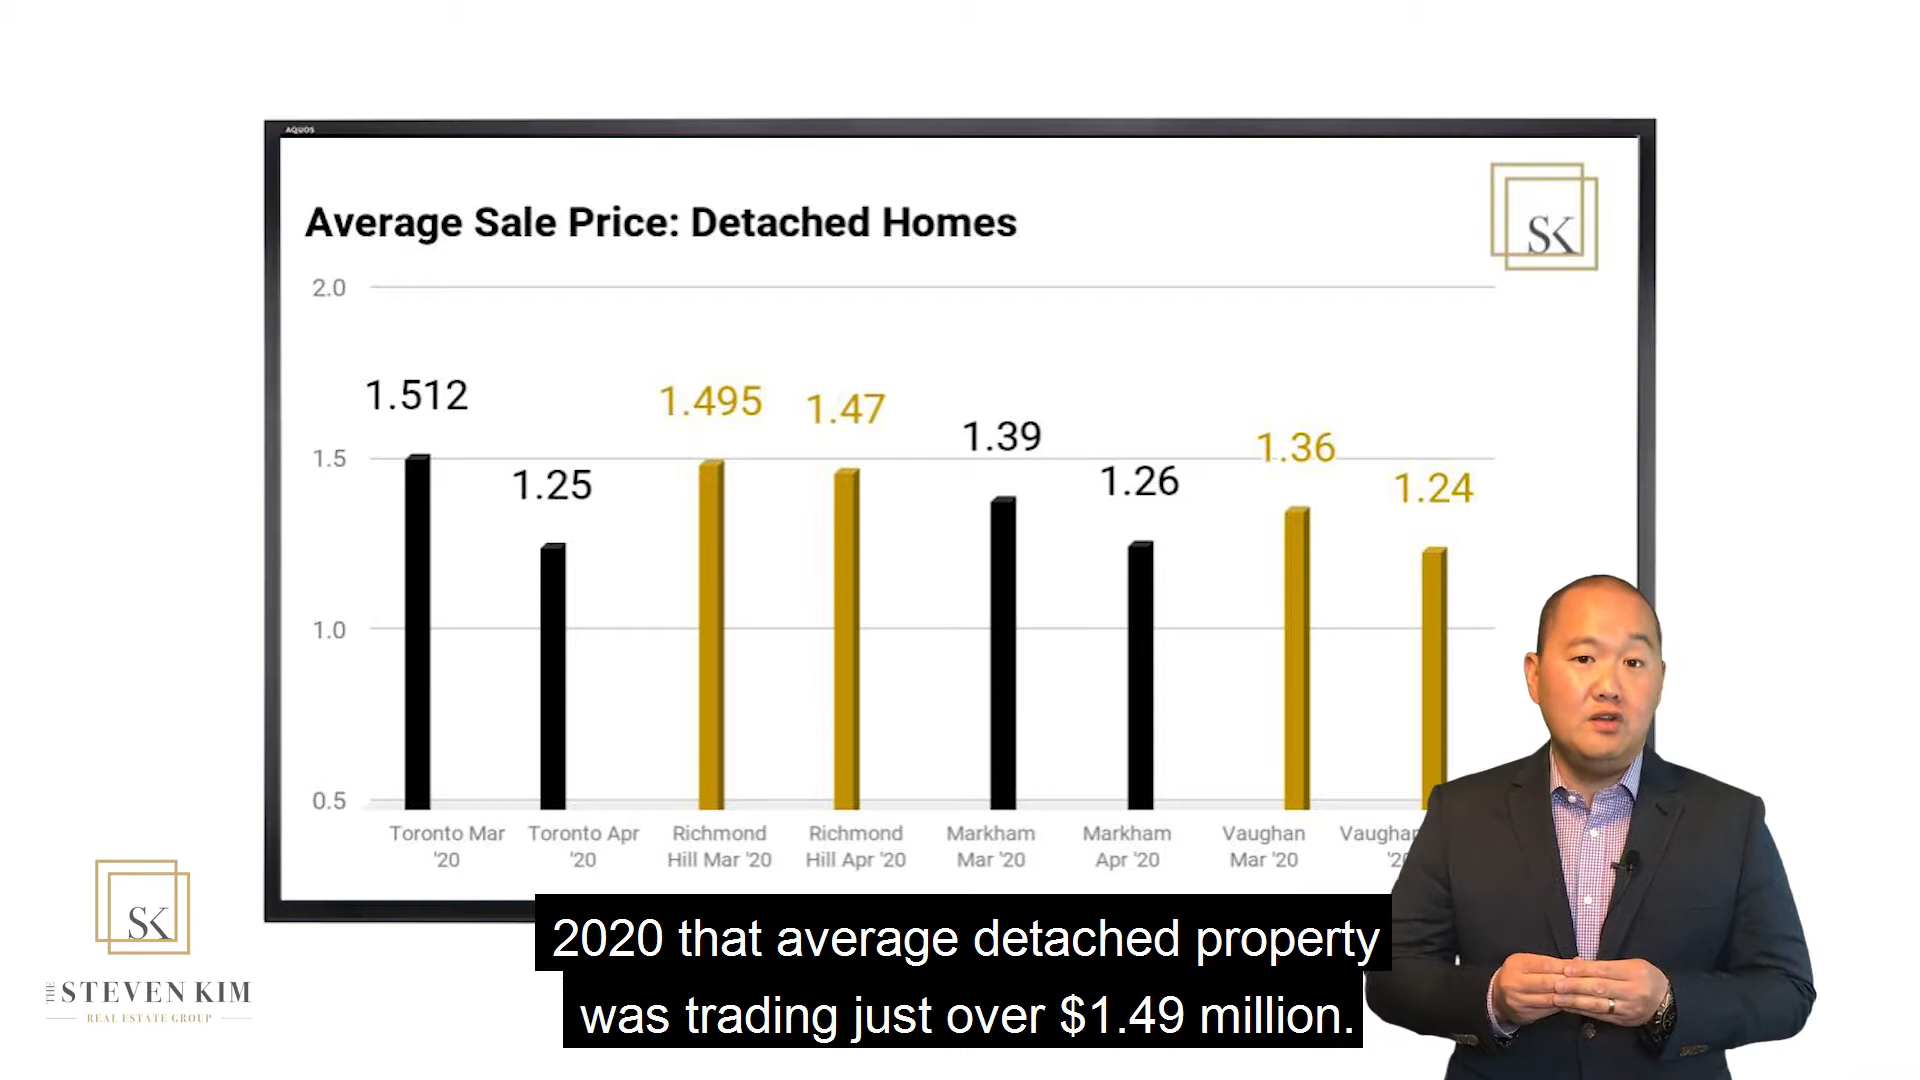 AQUOS
Average Sale Price: Detached Homes
SK
2.0
1.5
1.0
0.5
1.512
1.25
1.495
1.47
1.39
1.26
1.36
1.24
Toronto Mar
'20
Toronto Apr
'20
Richmond
Hill Mar '20
Richmond
Hill Apr '20
Markham
Mar '20
Markham
Apr '20
Vaughan
Mar '20
Vaughan
SK
THE STEVEN KIM
REAL ESTATE GROUP
2020 that average detached property
was trading just over $1.49 million.